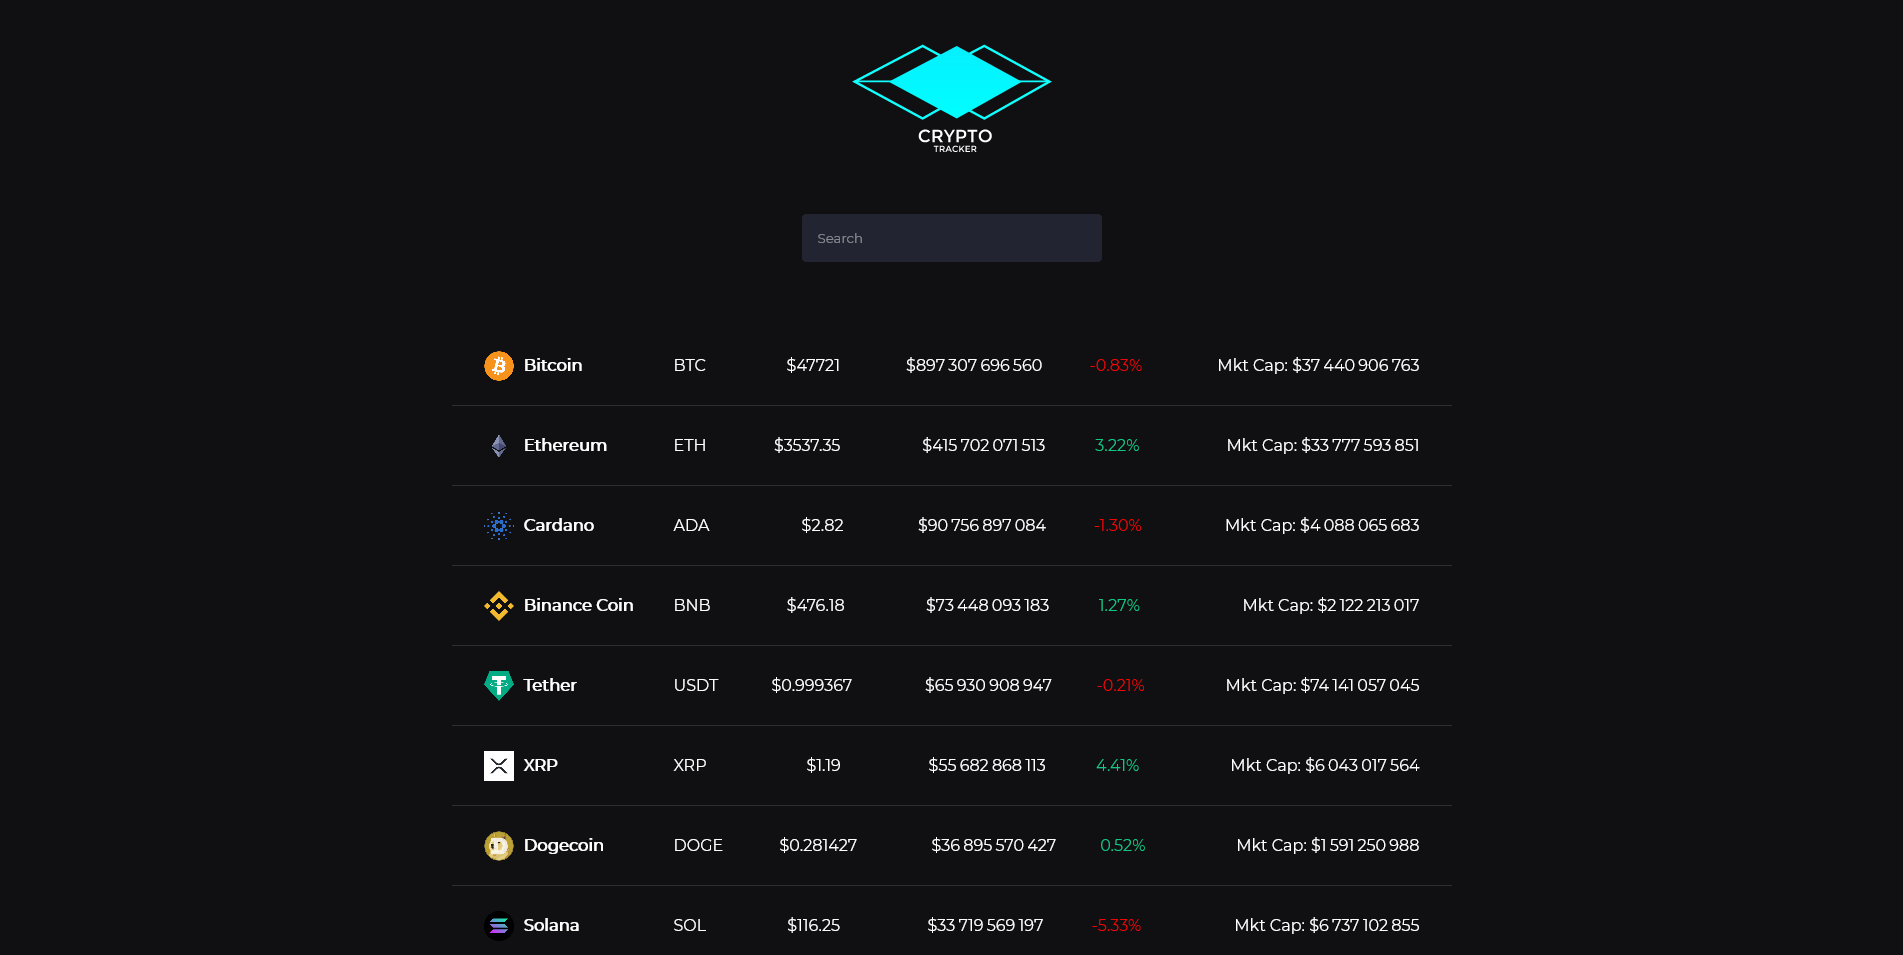 CRYPTO
TRACKER
Search
Bitcoin BTC $47721 $897 307 696 560 -0.83% Mkt Cap: $37 440 906 763
Ethereum ETH $3537.35 $415 702 071 513 3.22% Mkt Cap: $33 777 593 851
Cardano ADA $2.82 $90 756 897 084 -1.30% Mkt Cap: $4 088 065 683
Binance Coin BNB $476.18 $73 448 093 183 1.27% Mkt Cap: $2 122 213 017
Tether USDT $0.999367 $65 930 908 947 -0.21% Mkt Cap: $74 141 057 045
XRP XRP $1.19 $55 682 868 113 4.41% Mkt Cap: $6 043 017 564
Dogecoin DOGE $0.281427 $36 895 570 427 0.52% Mkt Cap: $1 591 250 988
Solana SOL $116.25 $33 719 569 197 -5.33% Mkt Cap: $6 737 102 855